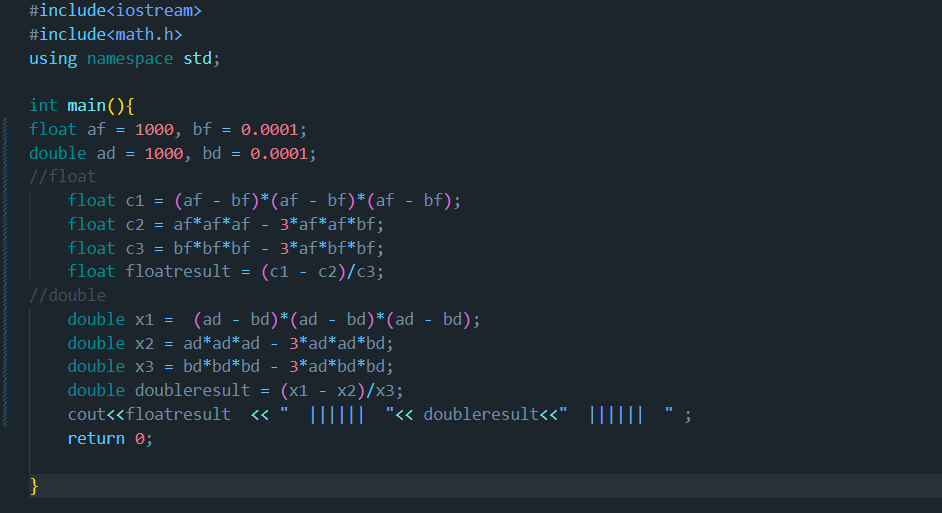 #include<iostream>
#include<math.h>
using namespace std;

int main(){
float af = 1000, bf = 0.0001;
double ad = 1000, bd = 0.0001;
//float
    float c1 = (af - bf)*(af - bf)*(af - bf);
    float c2 = af*af*af - 3*af*af*bf;
    float c3 = bf*bf*bf - 3*af*bf*bf;
    float floatresult = (c1 - c2)/c3;
//double
    double x1 =  (ad - bd)*(ad - bd)*(ad - bd);
    double x2 = ad*ad*ad - 3*ad*ad*bd;
    double x3 = bd*bd*bd - 3*ad*bd*bd;
    double doubleresult = (x1 - x2)/x3;
    cout<<floatresult  << "  ||||||  "<< doubleresult<<"  ||||||  " ;
    return 0;

}